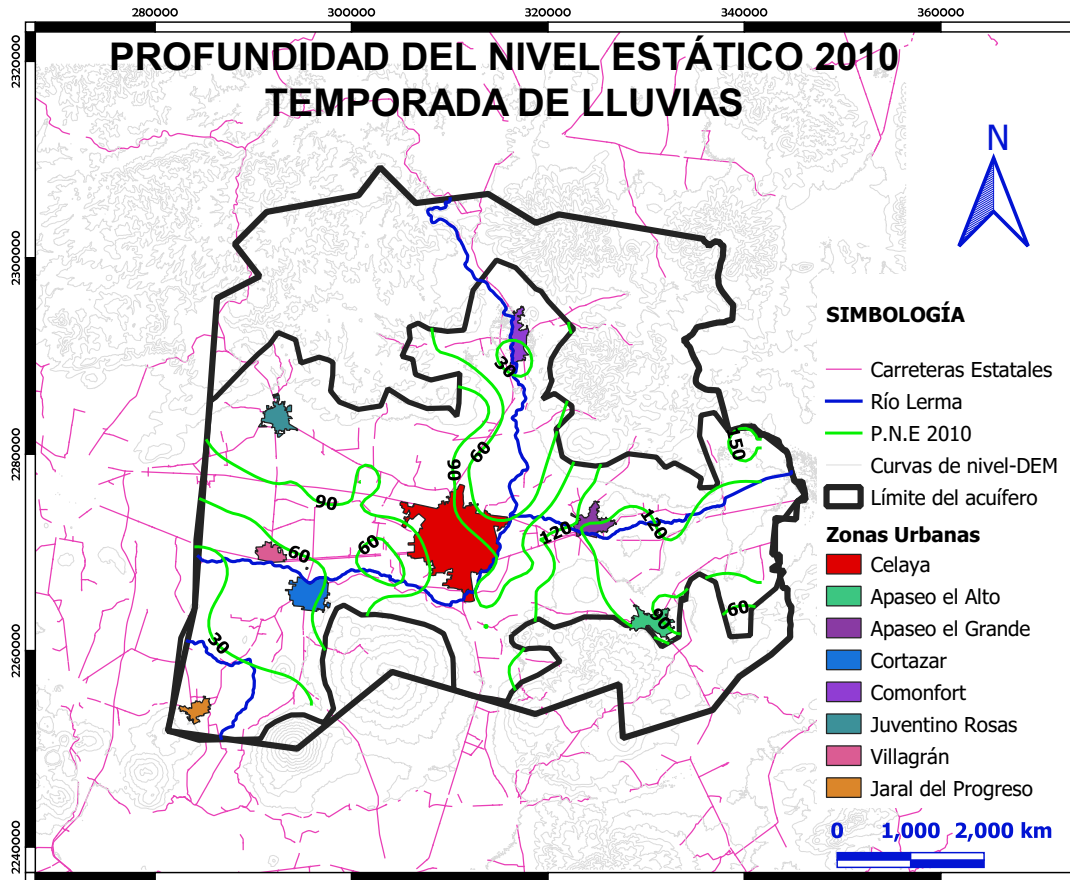 280000 300000 320000 340000 360000
PROFUNDIDAD DEL NIVEL ESTÁTICO 2010
TEMPORADA DE LLUVIAS
2320000
2300000
2280000
2260000
2240000
N
30
60
90
150
90
60
60
120
120
30
90
60
SIMBOLOGÍA
Carreteras Estatales
Río Lerma
P.N.E 2010
Curvas de nivel-DEM
Límite del acuífero
Zonas Urbanas
Celaya
Apaseo el Alto
Apaseo el Grande
Cortazar
Comonfort
Juventino Rosas
Villagrán
Jaral del Progreso
0 1,000 2,000 km